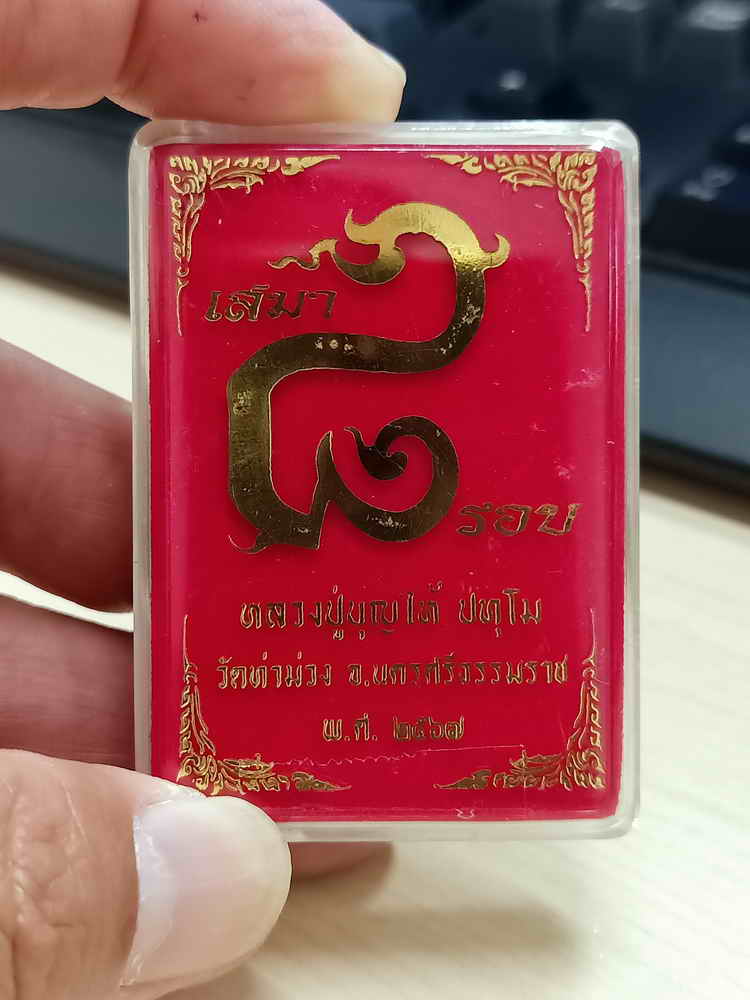 เสมา
๘
รอบ
หลวงปู่บุญให้ ปทุโม
วัดท่าม่วง อ.นครศรีธรรมราช
พ.ศ. ๒๕๖๗